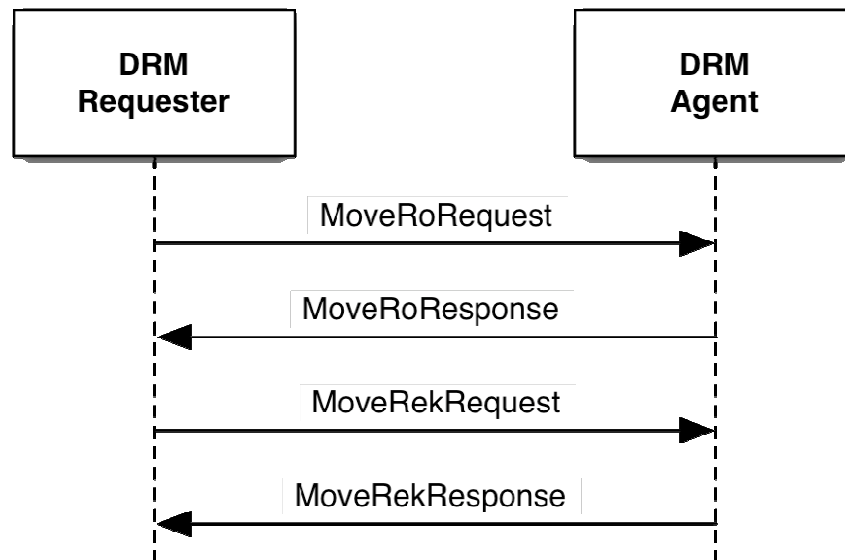 DRM
Requester
DRM
Agent
MoveRoRequest
MoveRoResponse
MoveRekRequest
MoveRekResponse